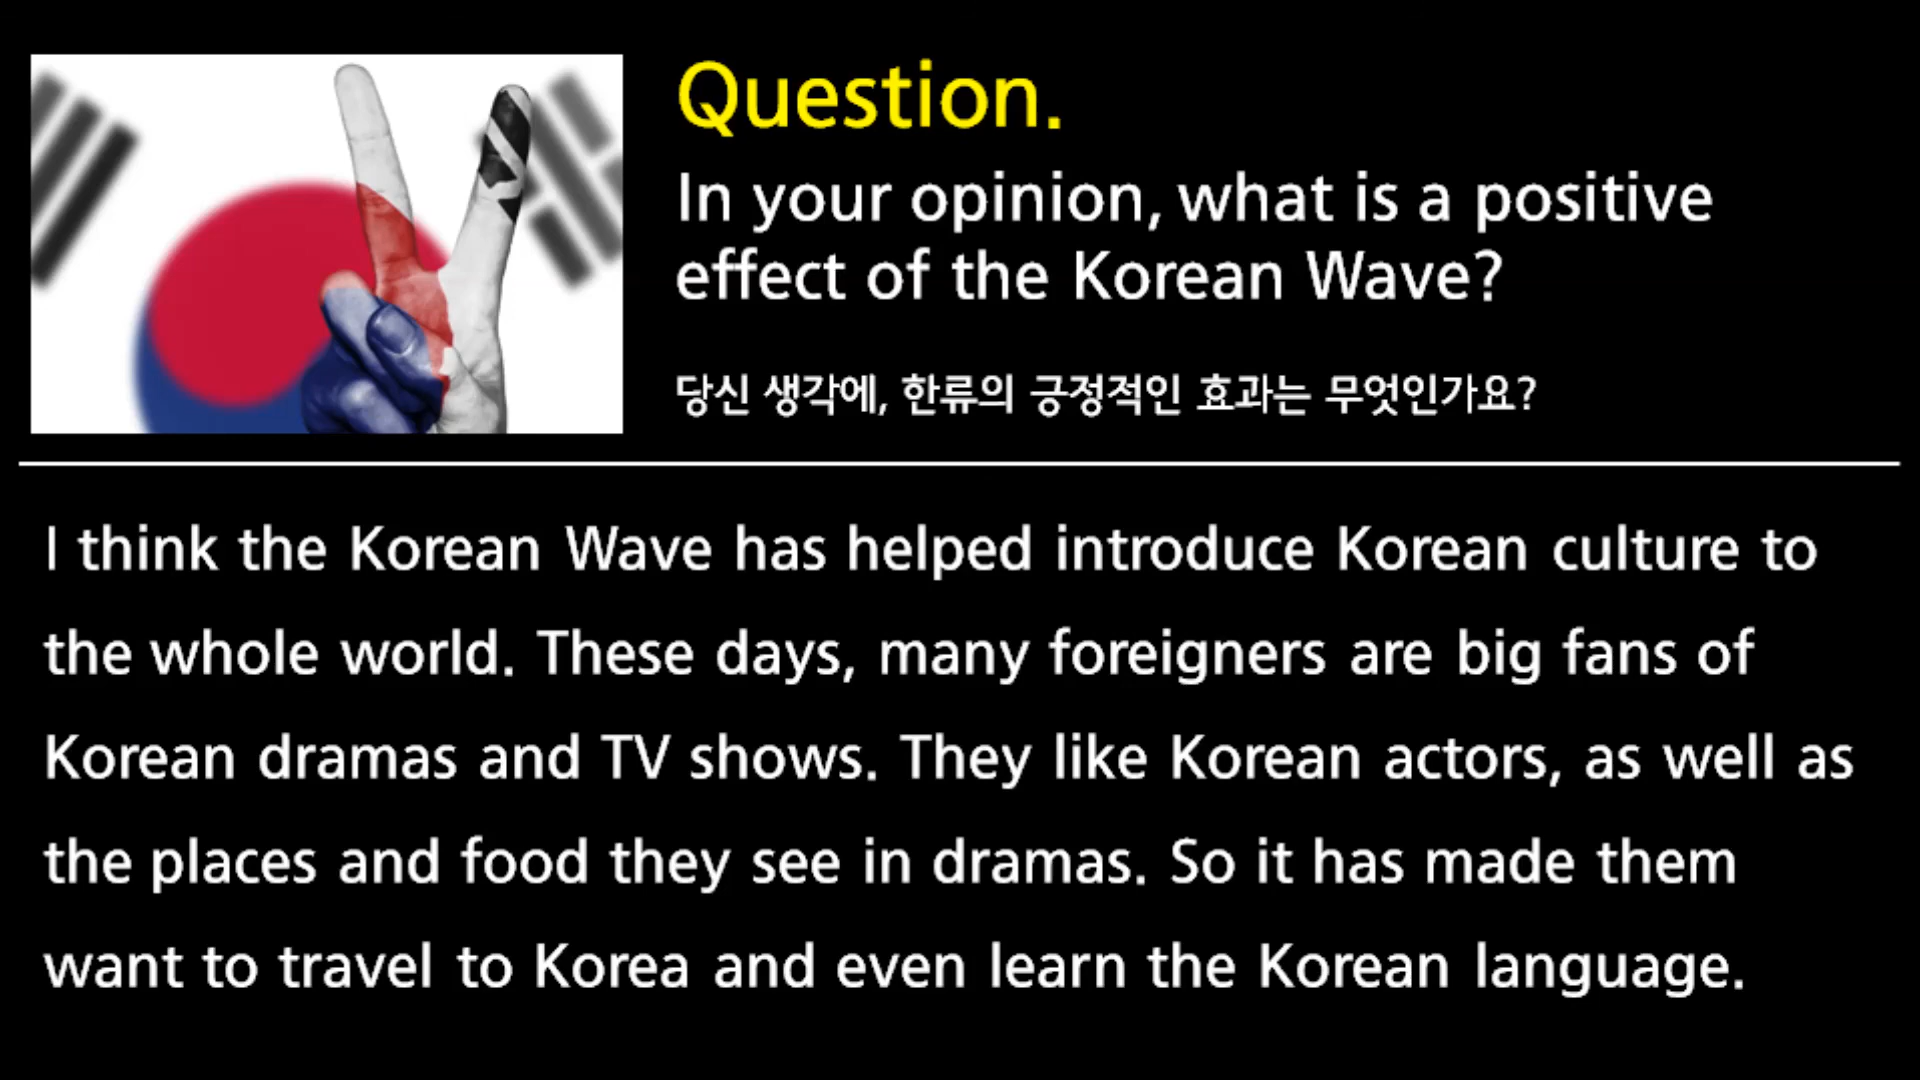 Question.
In your opinion, what is a positive
effect of the Korean Wave?
당신 생각에, 한류의 긍정적인 효과는 무엇인가요?
I think the Korean Wave has helped introduce Korean culture to
the whole world. These days, many foreigners are big fans of
Korean dramas and TV shows. They like Korean actors, as well as
the places and food they see in dramas. So it has made them
want to travel to Korea and even learn the Korean language.